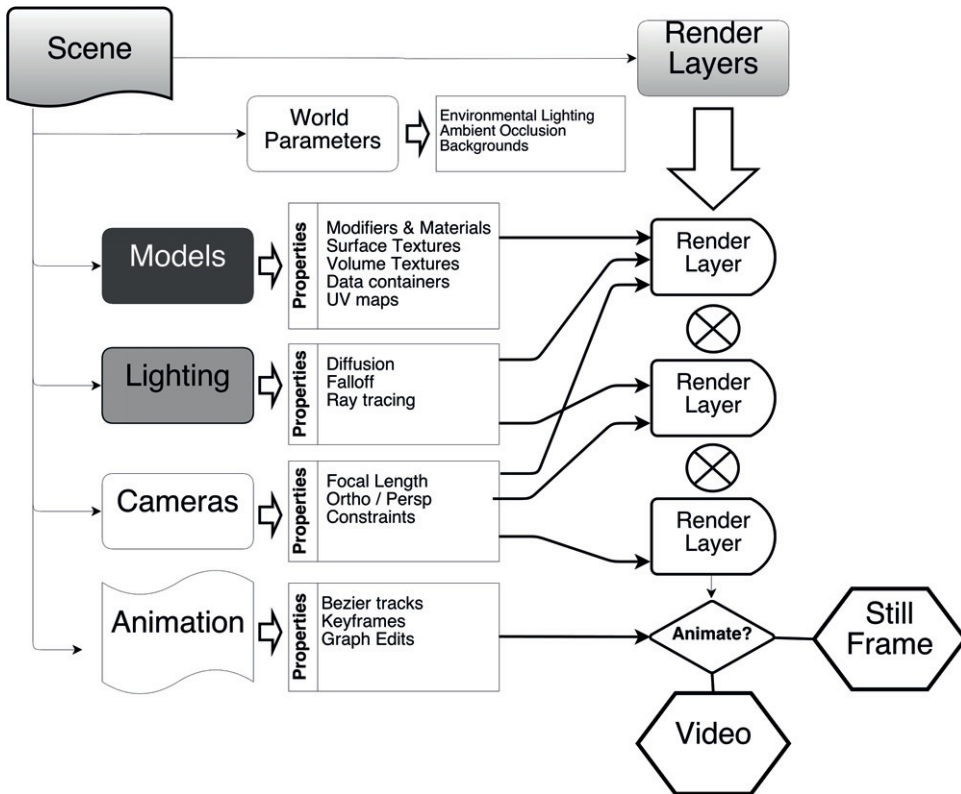 Scene
Render
Layers
World
Parameters
Environmental Lighting
Ambient Occlusion
Backgrounds
Models
Properties
Modifiers & Materials
Surface Textures
Volume Textures
Data containers
UV maps
Render
Layer
Lighting
Properties
Diffusion
Falloff
Ray tracing
Render
Layer
Cameras
Properties
Focal Length
Ortho / Persp
Constraints
Render
Layer
Animation
Properties
Bezier tracks
Keyframes
Graph Edits
Animate?
Still
Frame
Video